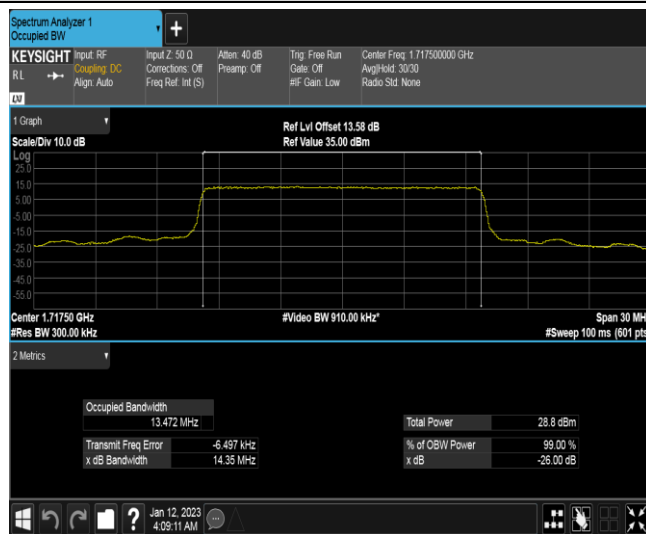 Spectrum Analyzer 1
Occupied BW
+
KEYSIGHT
RL
LXI
Input: RF
Coupling: DC
Align: Auto
Input Z: 50 Ω
Corrections: Off
Freq Ref: Int (S)
Atten: 40 dB
Preamp: Off
Trig: Free Run
Gate: Off
#IF Gain: Low
Center Freq: 1.717500000 GHz
Avg|Hold: 30/30
Radio Std: None
1 Graph
Scale/Div 10.0 dB
Ref Lvl Offset 13.58 dB
Ref Value 35.00 dBm
Log
25.0
15.0
5.00
-5.00
-15.0
-25.0
-35.0
-45.0
-55.0
Center 1.71750 GHz
#Res BW 300.00 kHz
#Video BW 910.00 kHz*
Span 30 MH
#Sweep 100 ms (601 pts
2 Metrics
Occupied Bandwidth
13.472 MHz
Transmit Freq Error -6.497 kHz
x dB Bandwidth 14.35 MHz
Total Power 28.8 dBm
% of OBW Power 99.00 %
x dB -26.00 dB
?
Jan 12, 2023
4:09:11 AM